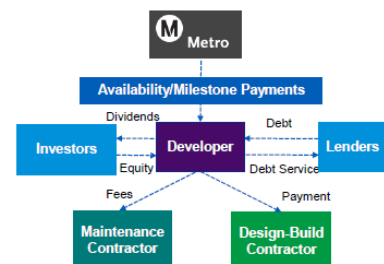 M
Metro
Availability/Milestone Payments
Dividends
Debt
Investors
Developer
Lenders
Equity
Debt Service
Fees
Payment
Maintenance
Contractor
Design-Build
Contractor